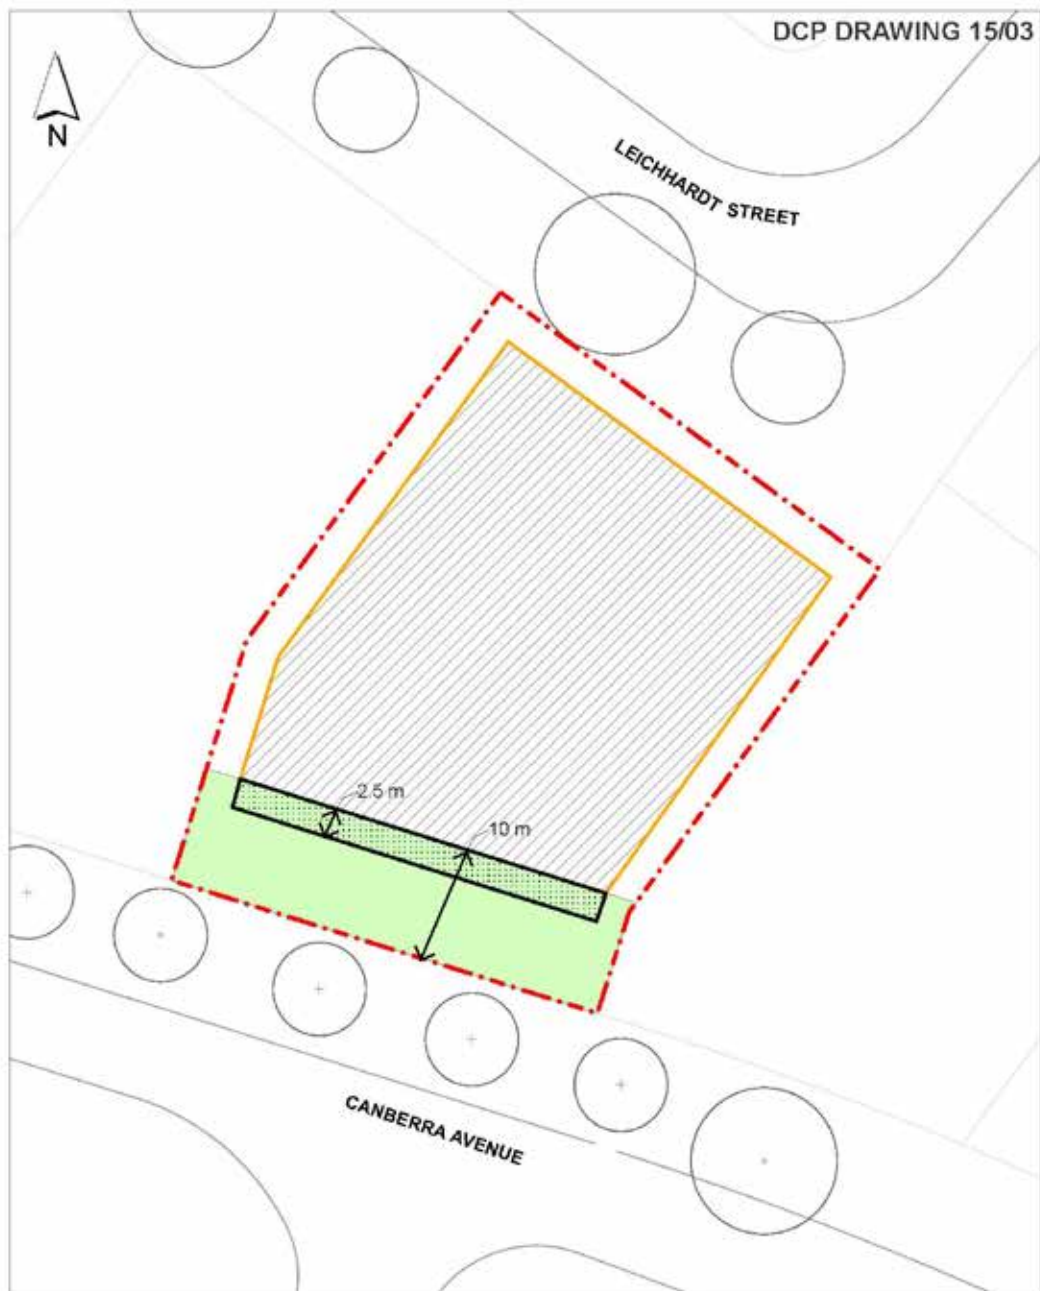 DCP DRAWING 15/03
N
LEICHHARDT STREET
2.5 m
10 m
CANBERRA AVENUE